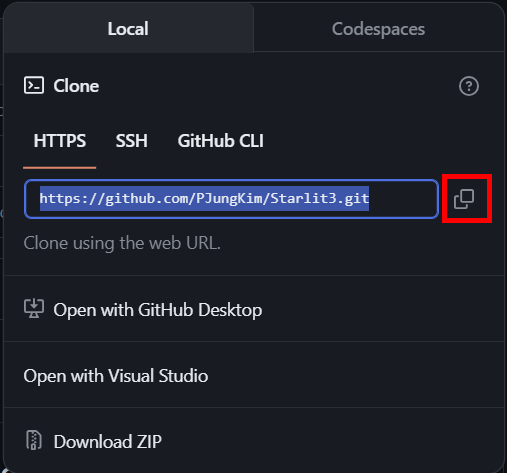 Local
Codespaces
Clone
HTTPS
SSH
GitHub CLI
https://github.com/PJungKim/Starlit3.git
Clone using the web URL.
Open with GitHub Desktop
Open with Visual Studio
Download ZIP